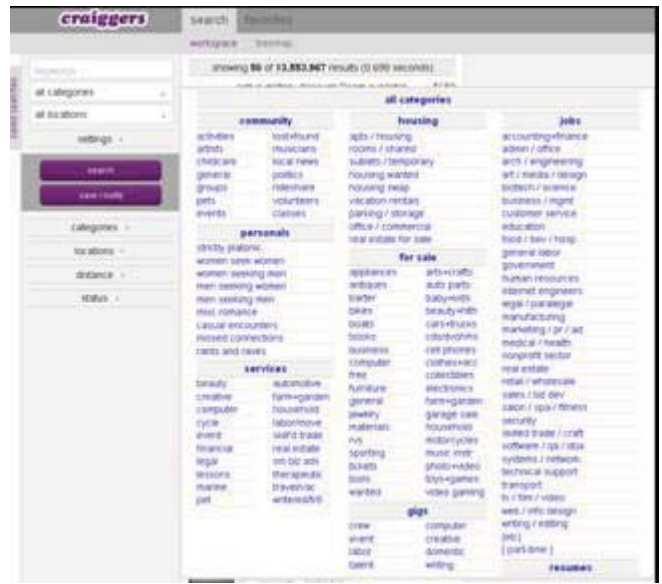 craiggers
search favorites
workspace treemap
showing 50 of 13,553,967 results (0.690 seconds)
all categories
all locations
settings
search
save / notify
categories
locations
distance
status
all categories
community
activities lost+found
artists musicians
childcare local news
general politics
groups rideshare
pets volunteers
events classes
personals
strictly platonic
women seek women
women seeking men
men seeking women
men seeking men
misc romance
casual encounters
missed connections
rants and raves
services
beauty automotive
creative farm+garden
computer household
cycle labor/move
event skill'd trade
financial real estate
legal sm biz ads
lessons therapeutic
marine travel/vac
pet write/ed/tr8
housing
apts / housing
rooms / shared
sublets / temporary
housing wanted
housing swap
vacation rentals
parking / storage
office / commercial
real estate for sale
for sale
appliances arts+crafts
antiques auto parts
barter baby+kids
bikes beauty+hlth
boats cars+trucks
books cds/dvd/vhs
business cell phones
computer clothes+acc
free collectibles
furniture electronics
general farm+garden
jewelry garage sale
materials household
rvs motorcycles
sporting music instr
tickets photo+video
tools toys+games
wanted video gaming
gigs
crew computer
event creative
labor domestic
talent writing
jobs
accounting+finance
admin / office
arch / engineering
art / media / design
biotech / science
business / mgmt
customer service
education
food / bev / hosp
general labor
government
human resources
internet engineers
legal / paralegal
manufacturing
marketing / pr / ad
medical / health
nonprofit sector
real estate
retail / wholesale
sales / biz dev
salon / spa / fitness
security
skilled trade / craft
software / qa / dba
systems / network
technical support
transport
tv / film / video
web / info design
writing / editing
[etc]
[ part-time ]
resumes